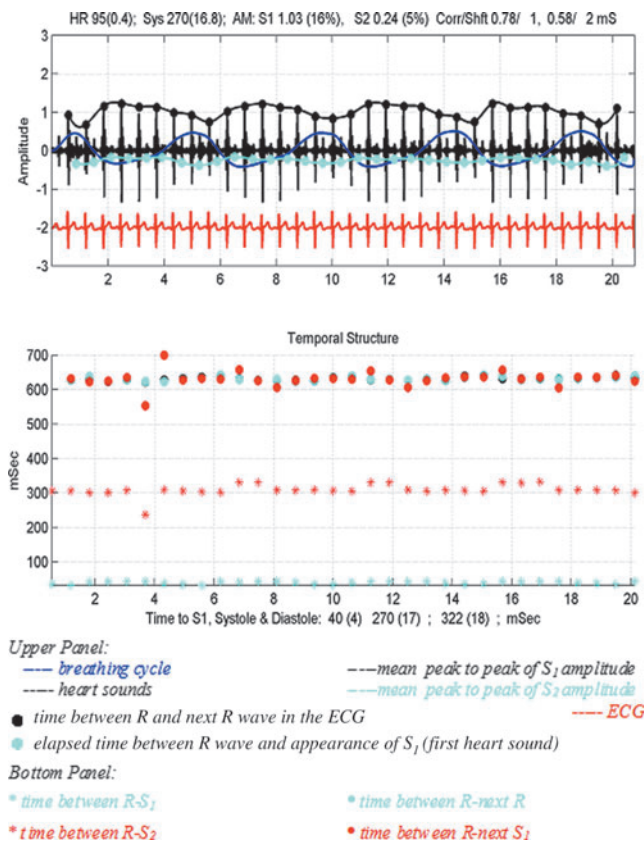 HR 95(0.4); Sys 270(16.8); AM: S1 1.03 (16%), S2 0.24 (5%) Corr/Shft 0.78/ 1, 0.58/ 2 mS
3
2
1
0
-1
-2
-3
Amplitude
2 4 6 8 10 12 14 16 18 20
Temporal Structure
700
600
500
400
300
200
100
mSec
2 4 6 8 10 12 14 16 18 20
Time to S1, Systole & Diastole: 40 (4) 270 (17) ; 322 (18) ; mSec
Upper Panel:
breathing cycle
mean peak to peak of S1 amplitude
heart sounds
mean peak to peak of S2 amplitude
time between R and next R wave in the ECG
ECG
elapsed time between R wave and appearance of S1 (first heart sound)
Bottom Panel:
* time between R-S1
time between R-next R
* time between R-S2
time between R-next S1